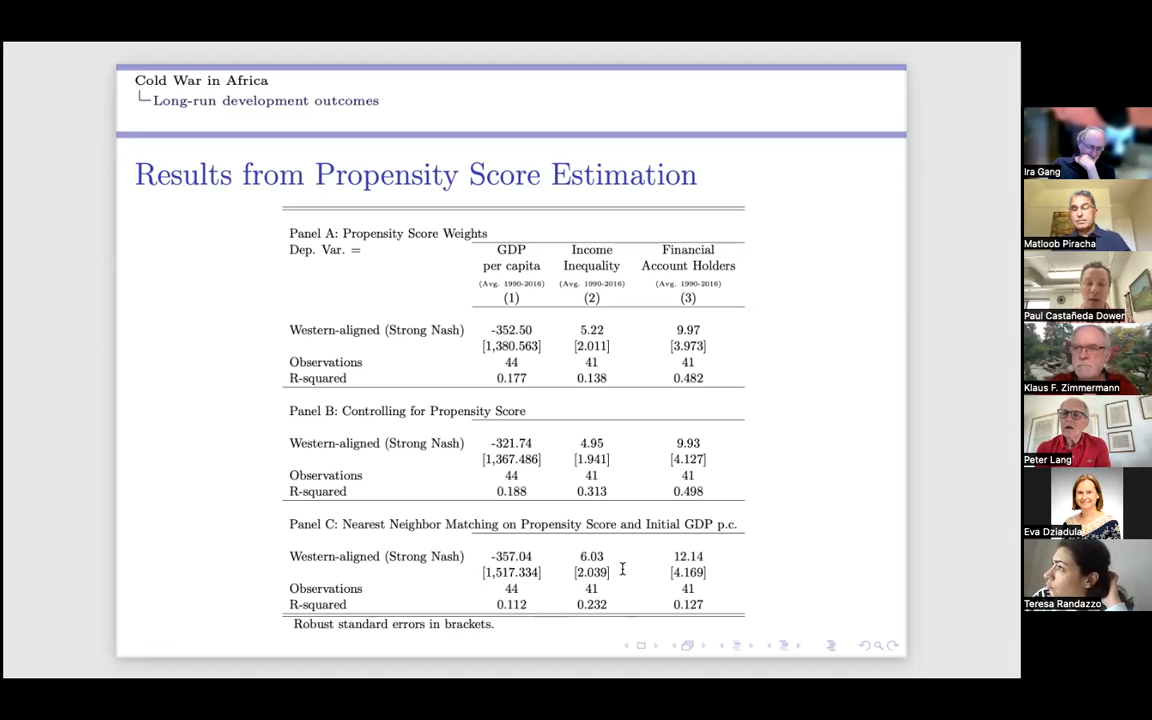 Cold War in Africa
Long-run development outcomes
Results from Propensity Score Estimation
Panel A: Propensity Score Weights
Dep. Var. = GDP Income Financial
per capita Inequality Account Holders
(Avg. 1990-2016) (Avg. 1990-2016) (Avg. 1990-2016)
(1) (2) (3)
Western-aligned (Strong Nash) -352.50 5.22 9.97
[1,380.563] [2.011] [3.973]
Observations 44 41 41
R-squared 0.177 0.138 0.482
Panel B: Controlling for Propensity Score
Western-aligned (Strong Nash) -321.74 4.95 9.93
[1,367.486] [1.941] [4.127]
Observations 44 41 41
R-squared 0.188 0.313 0.498
Panel C: Nearest Neighbor Matching on Propensity Score and Initial GDP p.c.
Western-aligned (Strong Nash) -357.04 6.03 12.14
[1,517.334] [2.039] [4.169]
Observations 44 41 41
R-squared 0.112 0.232 0.127
Robust standard errors in brackets.
Ira Gang
Matloob Piracha
Paul Castañeda Dower
Klaus F. Zimmermann
Peter Lang
Eva Dziadula
Teresa Randazzo